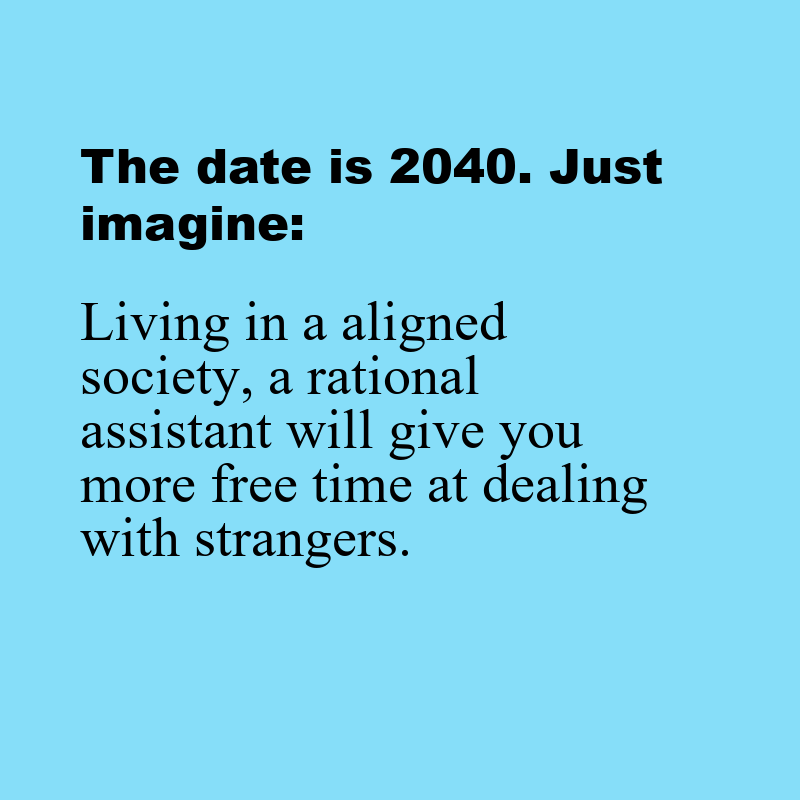 The date is 2040. Just
imagine:
Living in a aligned
society, a rational
assistant will give you
more free time at dealing
with strangers.